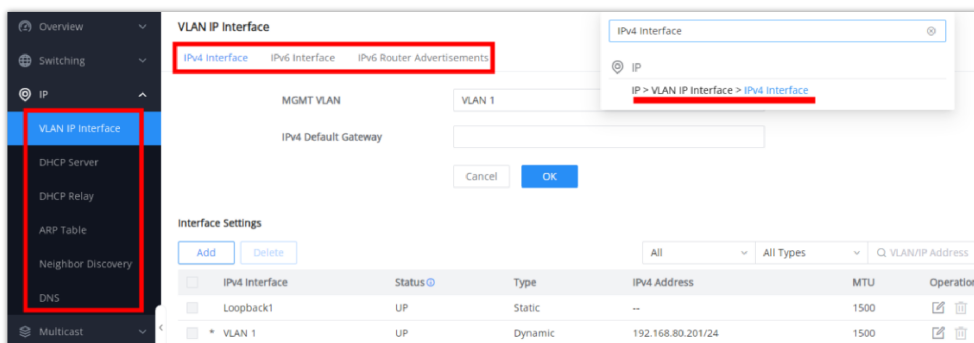 Overview
Switching
IP
VLAN IP Interface
DHCP Server
DHCP Relay
ARP Table
Neighbor Discovery
DNS
Multicast
VLAN IP Interface
IPv4 Interface IPv6 Interface IPv6 Router Advertisements
IPv4 Interface
IP
IP > VLAN IP Interface > IPv4 Interface
MGMT VLAN VLAN 1
IPv4 Default Gateway
Cancel OK
Interface Settings
Add Delete All All Types VLAN/IP Address
IPv4 Interface Status Type IPv4 Address MTU Operation
Loopback1 UP Static -- 1500
* VLAN 1 UP Dynamic 192.168.80.201/24 1500